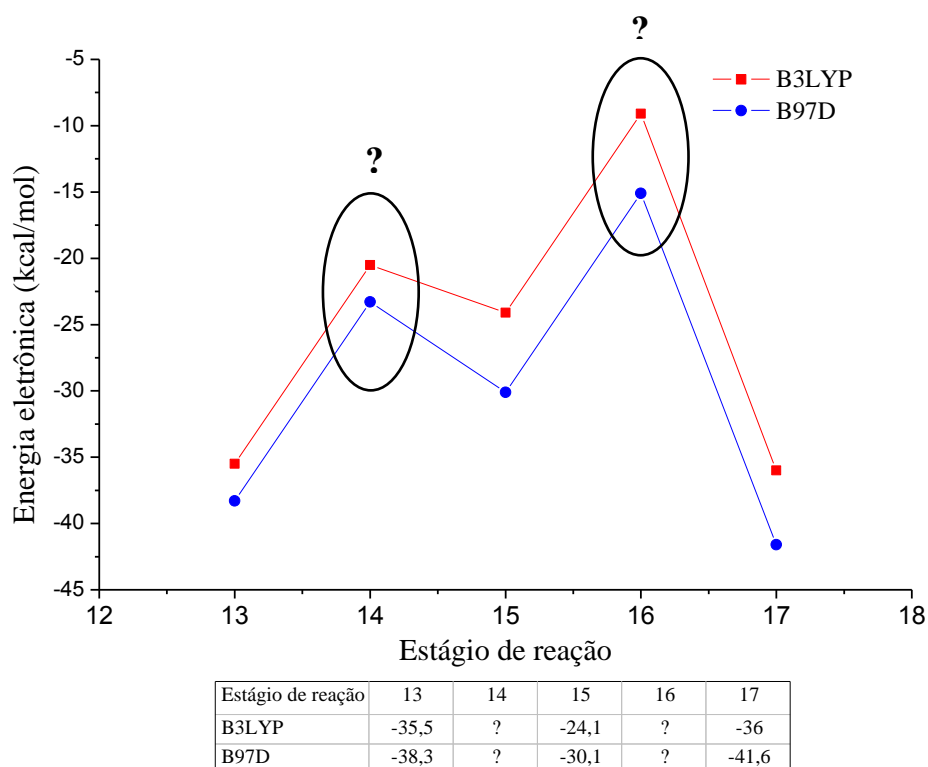 ?
-5
B3LYP
B97D
-10
?
-15
-20
-25
-30
-35
-40
-45
Energia eletrônica (kcal/mol)
12 13 14 15 16 17 18
Estágio de reação
Estágio de reação 13 14 15 16 17
B3LYP -35,5 ? -24,1 ? -36
B97D -38,3 ? -30,1 ? -41,6